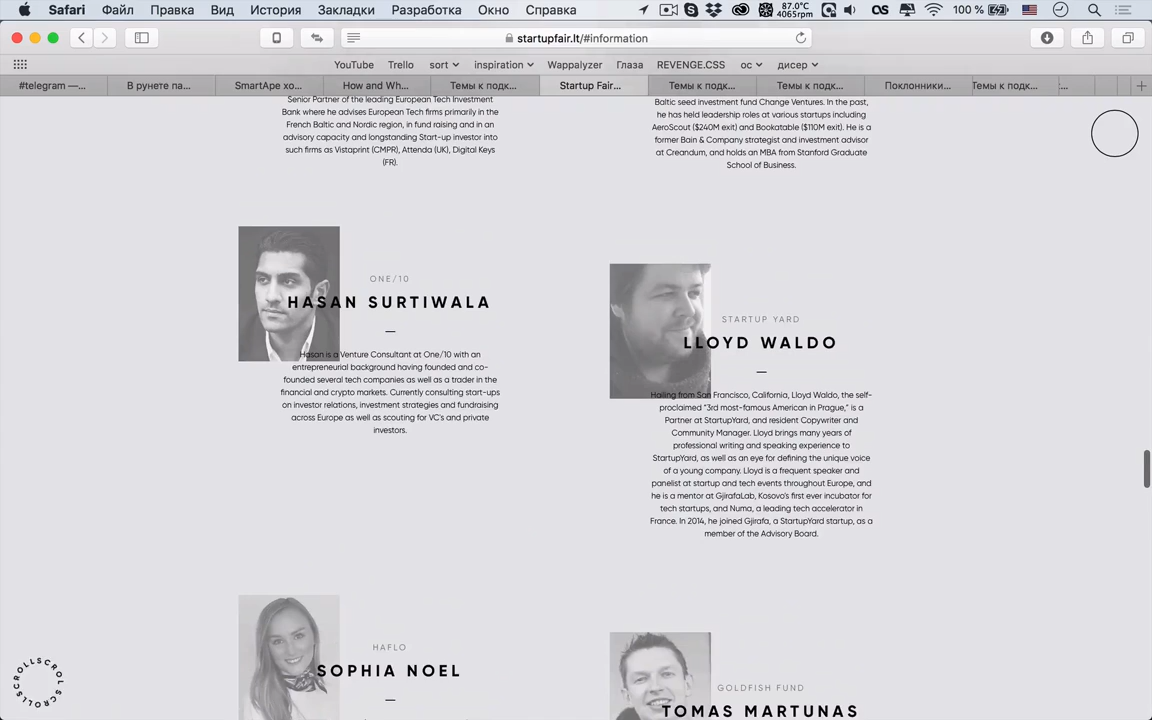 Safari Файл Правка Вид История Закладки Разработка Окно Справка 87.0°C 4065rpm 100 %
startupfair.lt/#information
YouTube Trello sort inspiration Wappalyzer Глаза REVENGE.CSS ос дисер
#telegram —... В рунете па... SmartApe хо... How and Wh... Темы к подк... Startup Fair... Темы к подк... Темы к подк... Поклонники... Темы к подк...
Senior Partner of the leading European Tech Investment
Bank where he advises European Tech firms primarily in the
French Baltic and Nordic region, in fund raising and in an
advisory capacity and longstanding Start-up investor into
such firms as Vistaprint (CMPR), Attenda (UK), Digital Keys
(FR).
Baltic seed investment fund Change Ventures. In the past,
he has held leadership roles at various startups including
AeroScout ($240M exit) and Bookatable ($110M exit). He is a
former Bain & Company strategist and investment advisor
at Creandum, and holds an MBA from Stanford Graduate
School of Business.
ONE/10
HASAN SURTIWALA
—
Hasan is a Venture Consultant at One/10 with an
entrepreneurial background having founded and co-
founded several tech companies as well as a trader in the
financial and crypto markets. Currently consulting start-ups
on investor relations, investment strategies and fundraising
across Europe as well as scouting for VC's and private
investors.
STARTUP YARD
LLOYD WALDO
—
Hailing from San Francisco, California, Lloyd Waldo, the self-
proclaimed "3rd most-famous American in Prague," is a
Partner at StartupYard, and resident Copywriter and
Community Manager. Lloyd brings many years of
professional writing and speaking experience to
StartupYard, as well as an eye for defining the unique voice
of a young company. Lloyd is a frequent speaker and
panelist at startup and tech events throughout Europe, and
he is a mentor at GjirafaLab, Kosovo's first ever incubator for
tech startups, and Numa, a leading tech accelerator in
France. In 2014, he joined Gjirafa, a StartupYard startup, as a
member of the Advisory Board.
HAFLO
SOPHIA NOEL
—
GOLDFISH FUND
TOMAS MARTUNAS
SCROLLSCROLLSCROLL